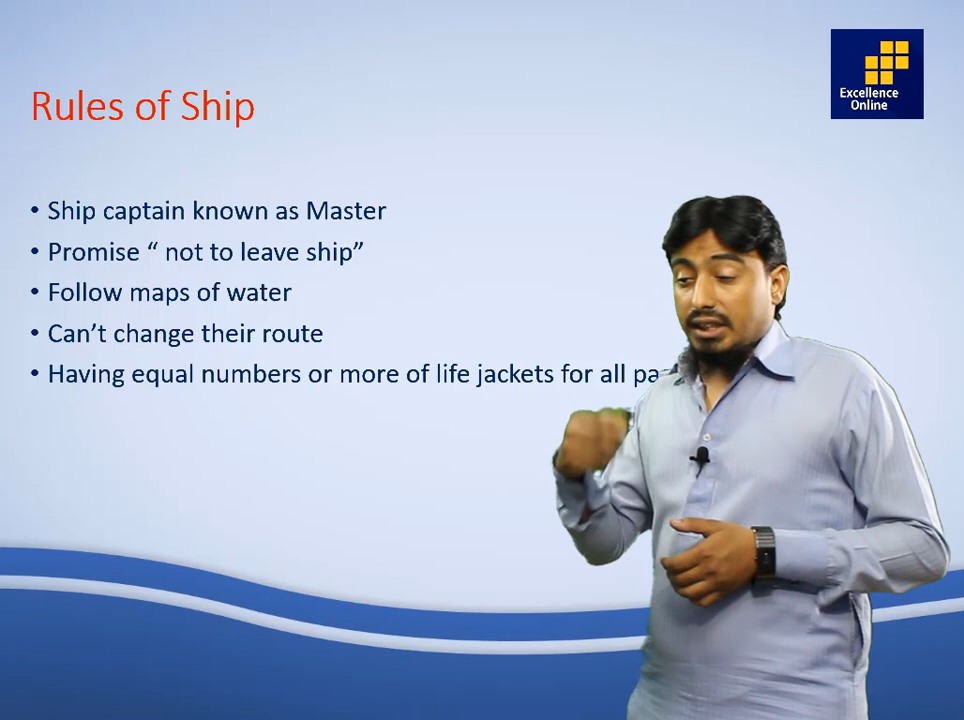 Excellence
Online
Rules of Ship
• Ship captain known as Master
• Promise “ not to leave ship”
• Follow maps of water
• Can’t change their route
• Having equal numbers or more of life jackets for all